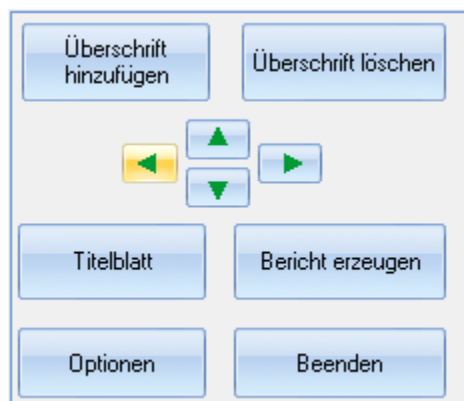 Überschrift
hinzufügen
Überschrift löschen
Titelblatt
Bericht erzeugen
Optionen
Beenden